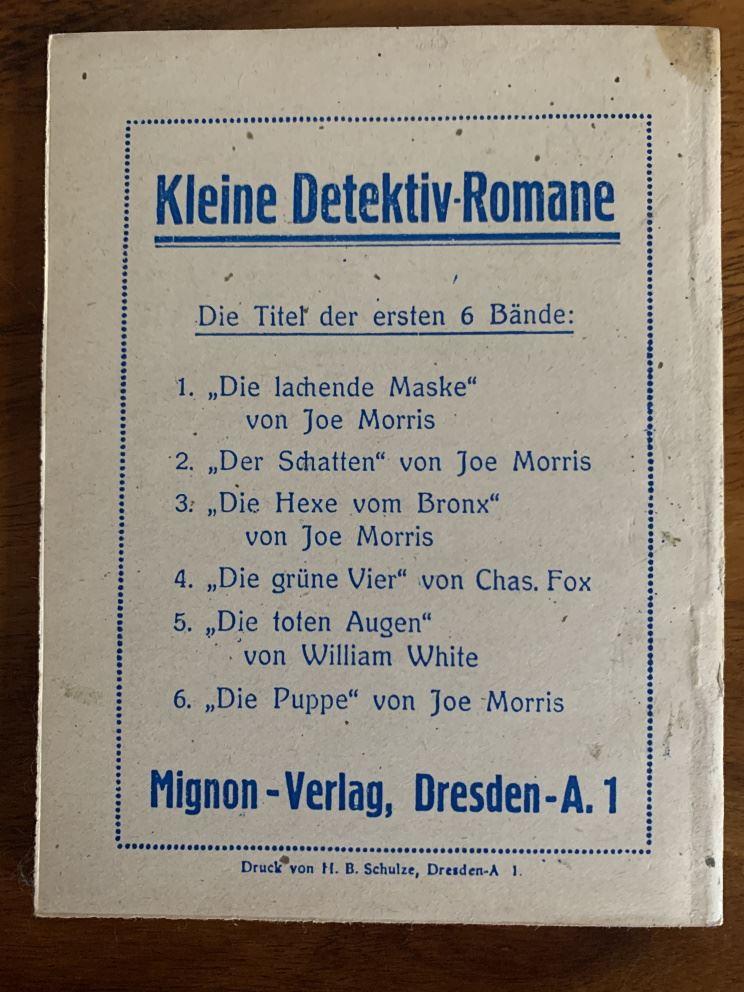 Kleine Detektiv-Romane
Die Titel der ersten 6 Bände:
1. „Die lachende Maske“
von Joe Morris
2. „Der Schatten“ von Joe Morris
3. „Die Hexe vom Bronx“
von Joe Morris
4. „Die grüne Vier“ von Chas. Fox
5. „Die toten Augen“
von William White
6. „Die Puppe“ von Joe Morris
Mignon-Verlag, Dresden-A. 1
Druck von H. B. Schulze, Dresden-A 1.